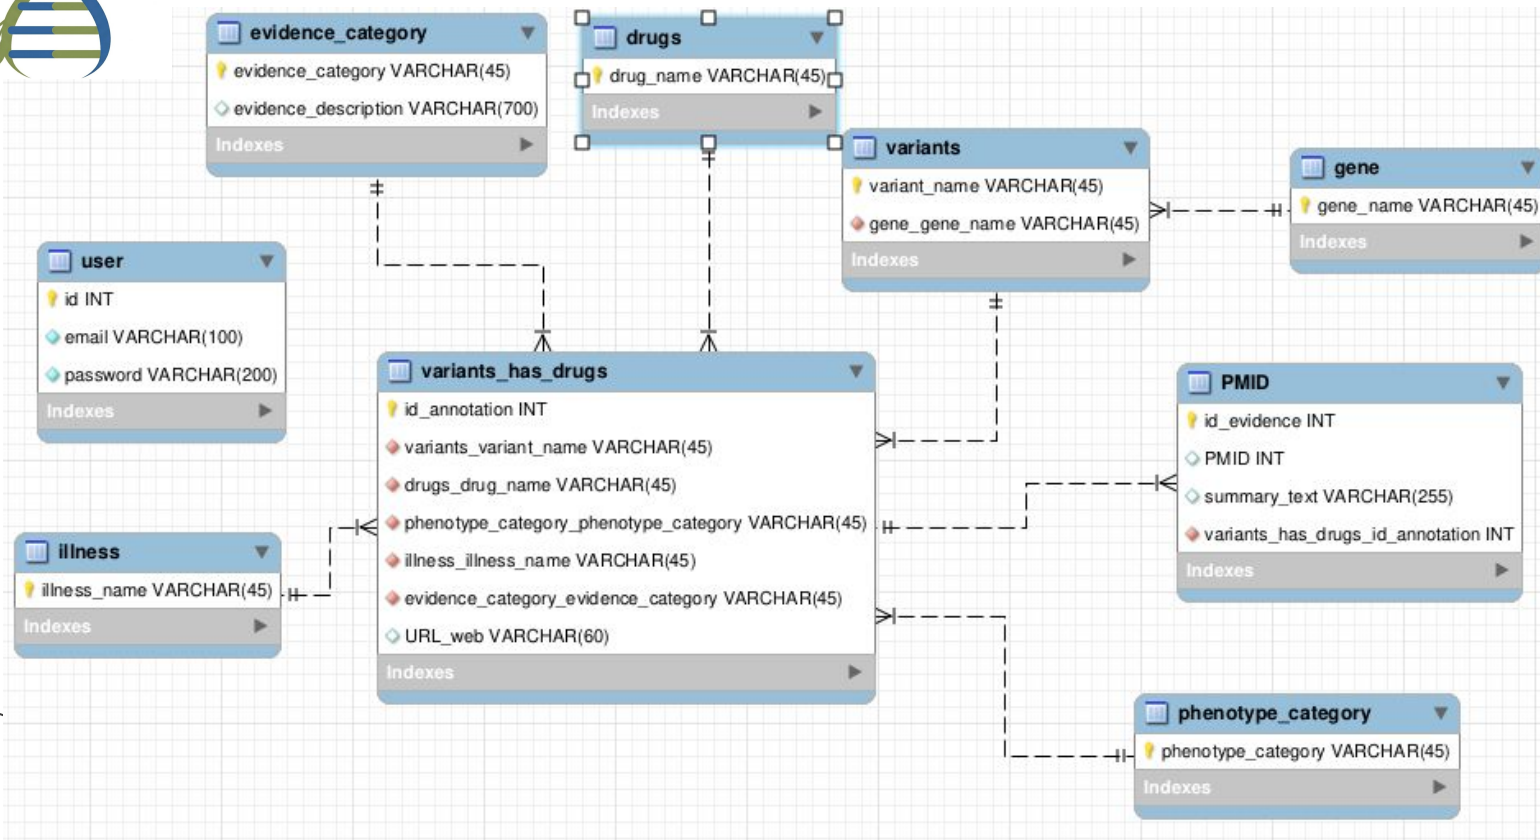 evidence_category
evidence_category VARCHAR(45)
evidence_description VARCHAR(700)
Indexes
drugs
drug_name VARCHAR(45)
Indexes
variants
variant_name VARCHAR(45)
gene_gene_name VARCHAR(45)
Indexes
gene
gene_name VARCHAR(45)
Indexes
user
id INT
email VARCHAR(100)
password VARCHAR(200)
Indexes
variants_has_drugs
id_annotation INT
variants_variant_name VARCHAR(45)
drugs_drug_name VARCHAR(45)
phenotype_category_phenotype_category VARCHAR(45)
illness_illness_name VARCHAR(45)
evidence_category_evidence_category VARCHAR(45)
URL_web VARCHAR(60)
Indexes
PMID
id_evidence INT
PMID INT
summary_text VARCHAR(255)
variants_has_drugs_id_annotation INT
Indexes
illness
illness_name VARCHAR(45)
Indexes
phenotype_category
phenotype_category VARCHAR(45)
Indexes